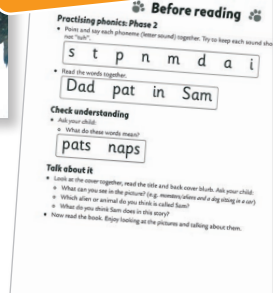 Before reading
Practising phonics: Phase 2
• Point and say each phoneme (letter sound) together. Try to keep each sound sho
not "suh".
s t p n m d a i
• Read the words together:
Dad pat in Sam
Check understanding
• Ask your child:
What do these words mean?
pats naps
Talk about it
• Look at the cover together, read the title and back cover blurb. Ask your child:
What can you see in the picture? (e.g. monsters/aliens and a dog sitting in a car)
Which alien or animal do you think is called Sam?
What do you think Sam does in this story?
• Now read the book. Enjoy looking at the pictures and talking about them.